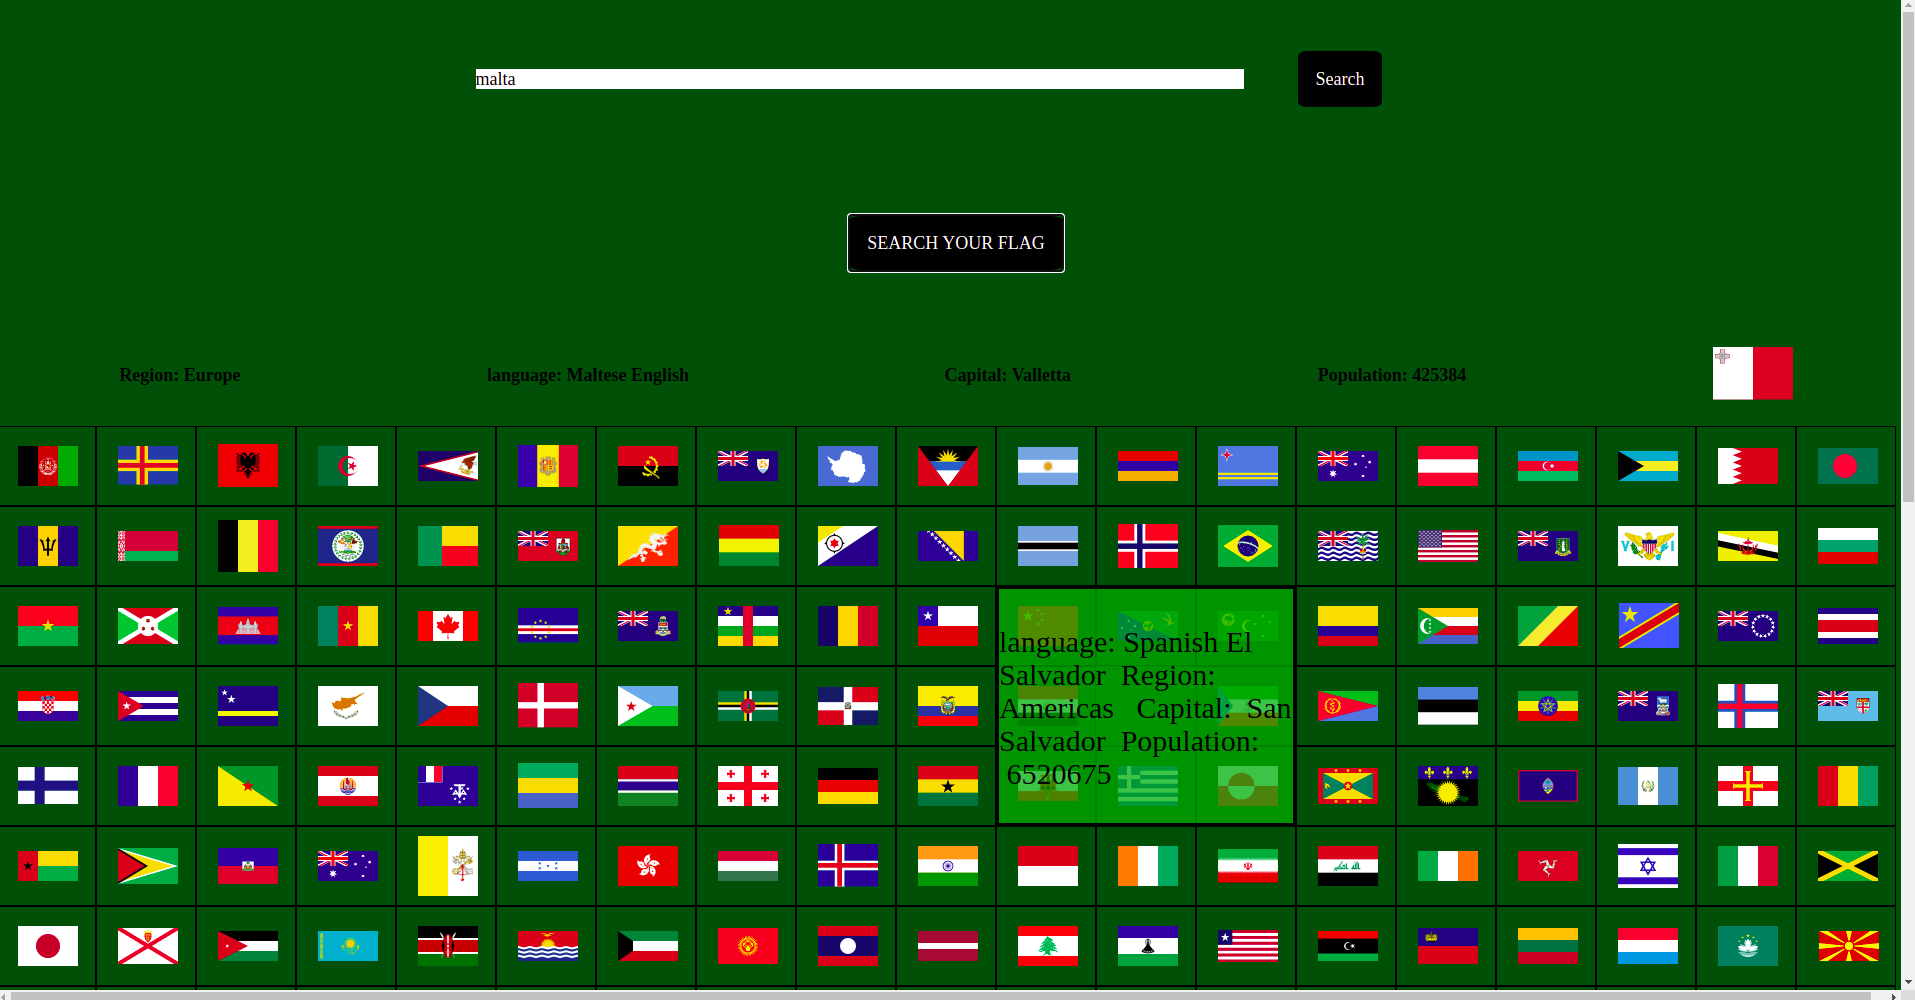 malta
Search
SEARCH YOUR FLAG
Region: Europe
language: Maltese English
Capital: Valletta
Population: 425384
language: Spanish El
Salvador Region:
Americas Capital: San
Salvador Population:
6520675